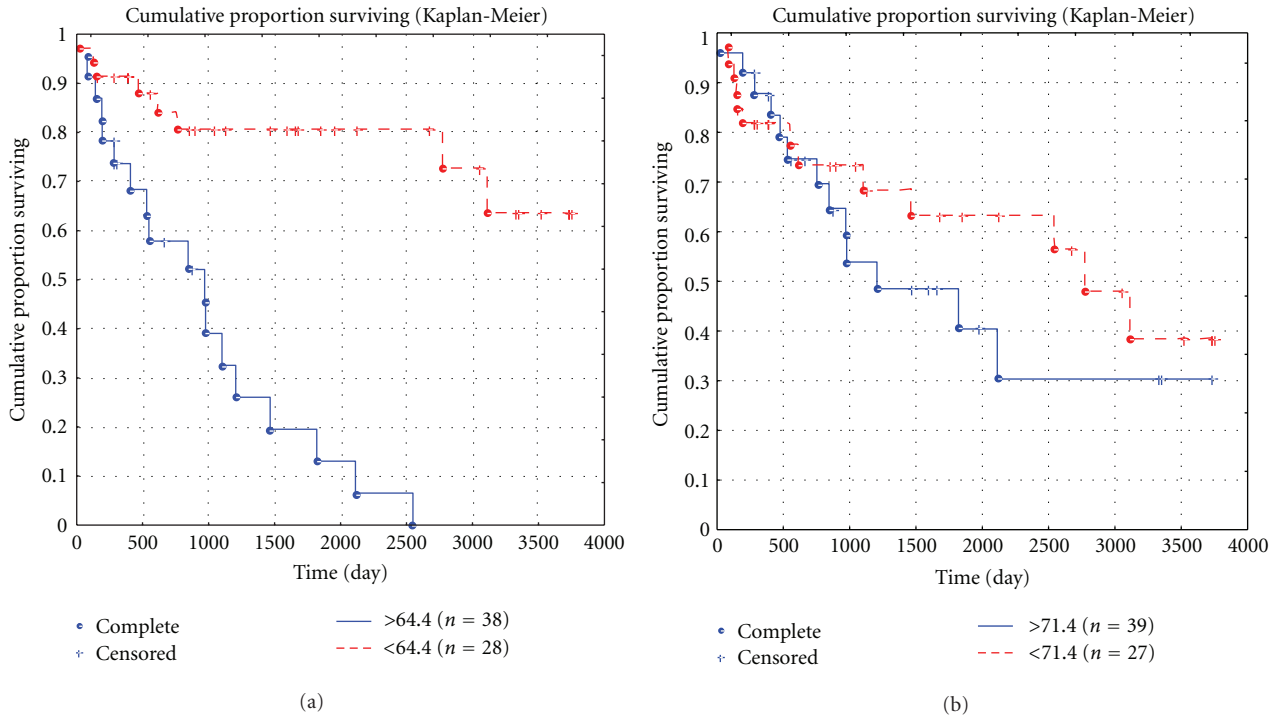 Cumulative proportion surviving (Kaplan-Meier)
1
0.9
0.8
0.7
0.6
0.5
0.4
0.3
0.2
0.1
0
Cumulative proportion surviving
0 500 1000 1500 2000 2500 3000 3500 4000
Time (day)
Complete
Censored
>64.4 (n = 38)
<64.4 (n = 28)
(a)
Cumulative proportion surviving (Kaplan-Meier)
1
0.9
0.8
0.7
0.6
0.5
0.4
0.3
0.2
0.1
0
Cumulative proportion surviving
0 500 1000 1500 2000 2500 3000 3500 4000
Time (day)
Complete
Censored
>71.4 (n = 39)
<71.4 (n = 27)
(b)